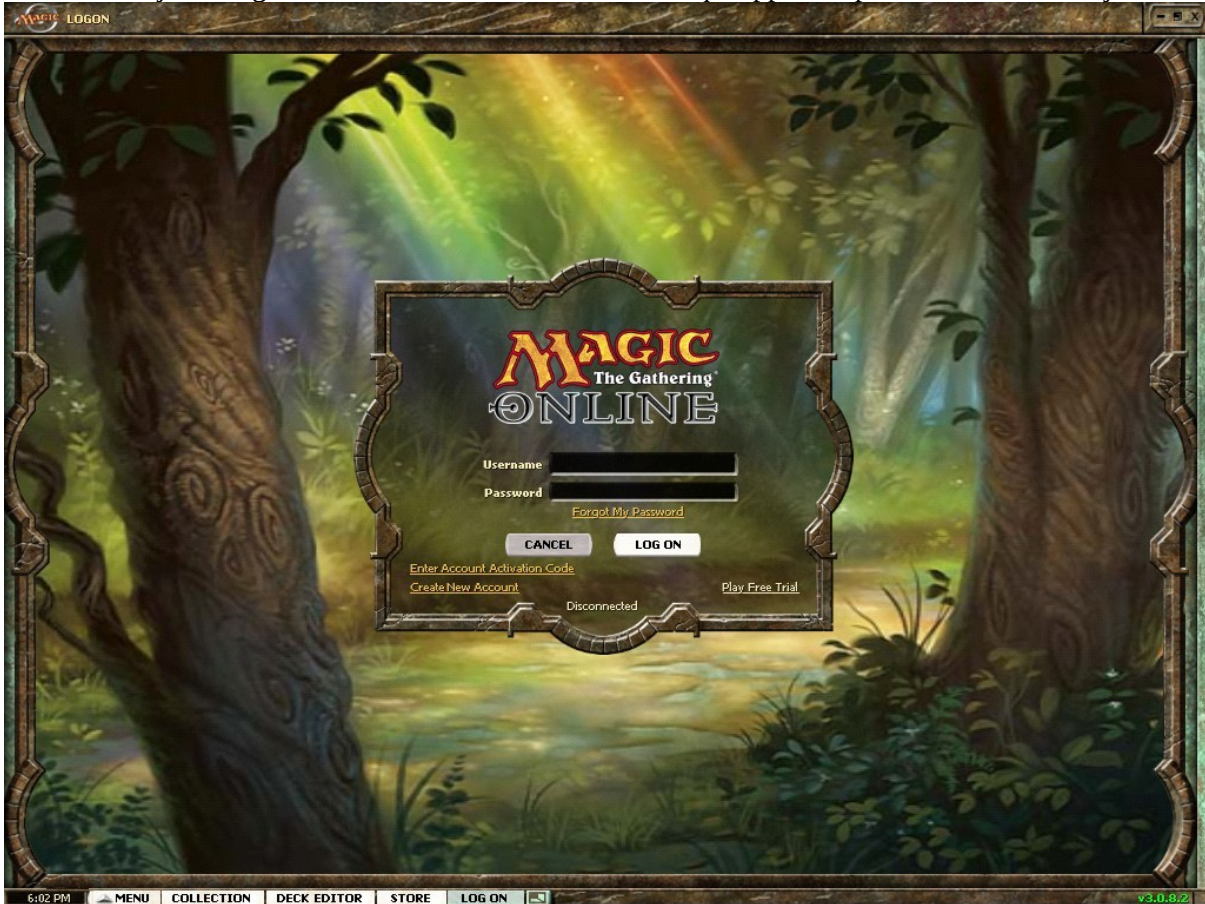 MAGIC LOGON
MAGIC
The Gathering®
ONLINE
Username
Password
Forgot My Password
CANCEL LOG ON
Enter Account Activation Code
Create New Account Play Free Trial
Disconnected
6:02 PM MENU COLLECTION DECK EDITOR STORE LOG ON v3.0.8.2